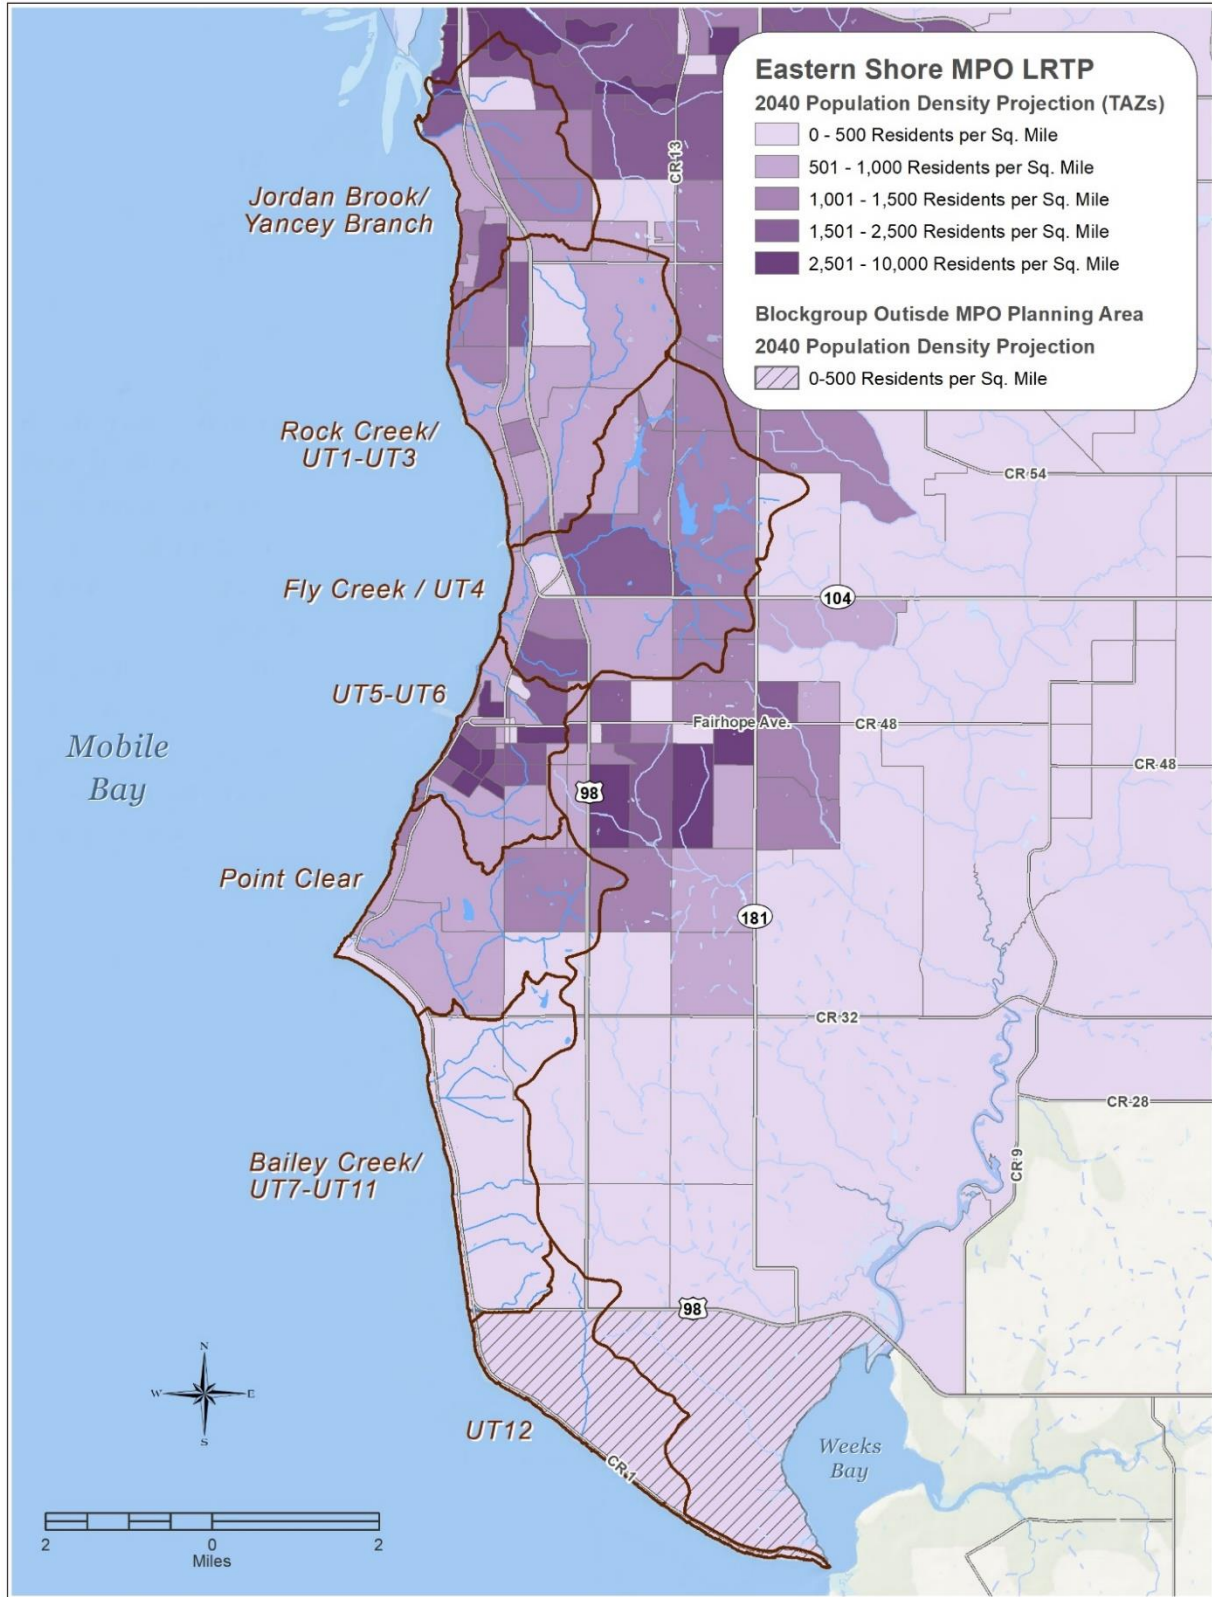 Eastern Shore MPO LRTP
2040 Population Density Projection (TAZs)
0 - 500 Residents per Sq. Mile
501 - 1,000 Residents per Sq. Mile
1,001 - 1,500 Residents per Sq. Mile
1,501 - 2,500 Residents per Sq. Mile
2,501 - 10,000 Residents per Sq. Mile
Blockgroup Outisde MPO Planning Area
2040 Population Density Projection
0-500 Residents per Sq. Mile
CR 13
Jordan Brook/
Yancey Branch
Rock Creek/
UT1-UT3
CR 54
Fly Creek / UT4
104
UT5-UT6
Fairhope Ave.
CR 48
Mobile
Bay
CR 48
98
Point Clear
181
CR 32
CR 28
Bailey Creek/
UT7-UT11
CR 9
98
N
W
E
S
UT12
CR 1
Weeks
Bay
2
0
2
Miles